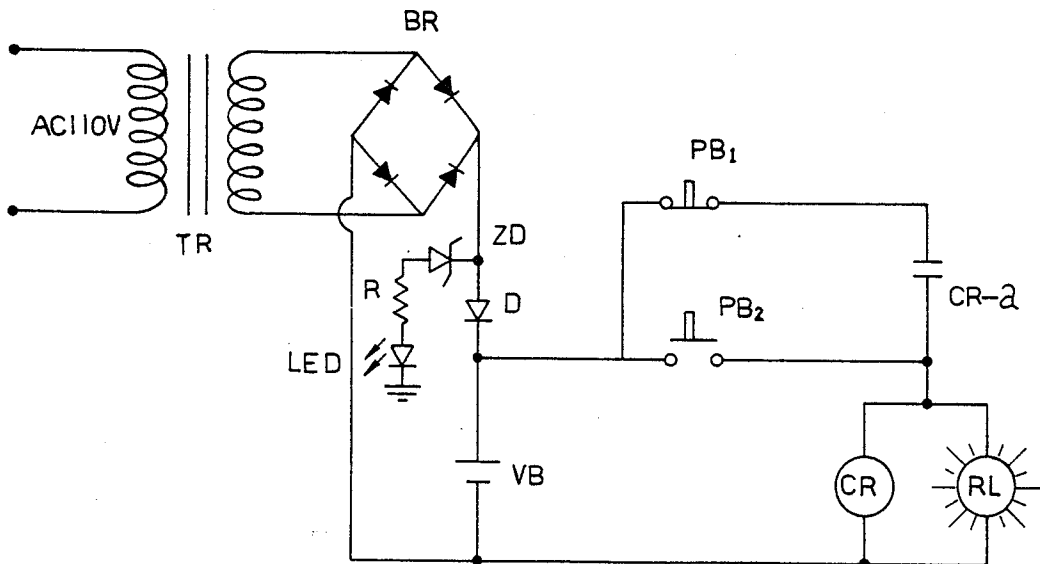 BR
AC110V
TR
ZD
R
D
LED
VB
PB₁
CR-a
PB₂
CR
RL